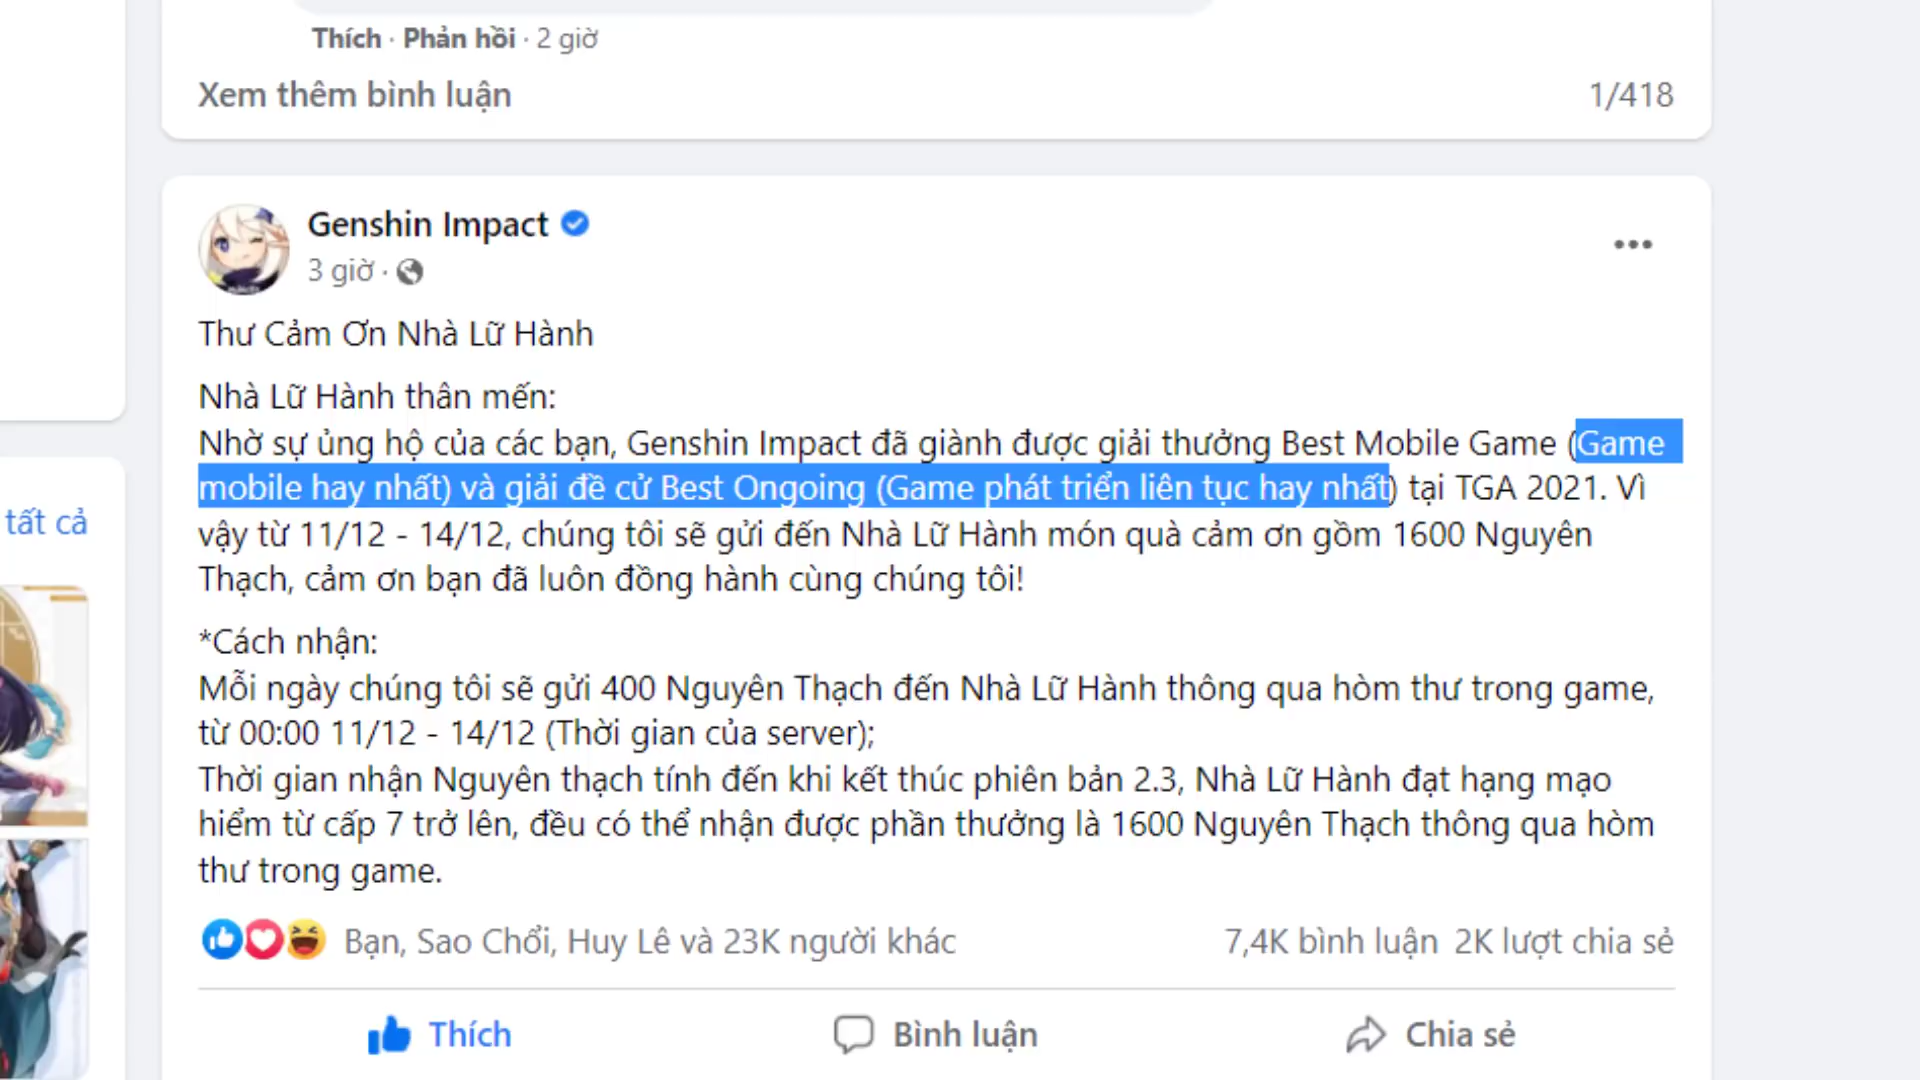 Thích · Phản hồi · 2 giờ
Xem thêm bình luận
1/418
Genshin Impact
3 giờ ·
Thư Cảm Ơn Nhà Lữ Hành
Nhà Lữ Hành thân mến:
Nhờ sự ủng hộ của các bạn, Genshin Impact đã giành được giải thưởng Best Mobile Game (Game
mobile hay nhất) và giải đề cử Best Ongoing (Game phát triển liên tục hay nhất) tại TGA 2021. Vì
vậy từ 11/12 - 14/12, chúng tôi sẽ gửi đến Nhà Lữ Hành món quà cảm ơn gồm 1600 Nguyên
Thạch, cảm ơn bạn đã luôn đồng hành cùng chúng tôi!
*Cách nhận:
Mỗi ngày chúng tôi sẽ gửi 400 Nguyên Thạch đến Nhà Lữ Hành thông qua hòm thư trong game,
từ 00:00 11/12 - 14/12 (Thời gian của server);
Thời gian nhận Nguyên thạch tính đến khi kết thúc phiên bản 2.3, Nhà Lữ Hành đạt hạng mạo
hiểm từ cấp 7 trở lên, đều có thể nhận được phần thưởng là 1600 Nguyên Thạch thông qua hòm
thư trong game.
Bạn, Sao Chổi, Huy Lê và 23K người khác
7,4K bình luận 2K lượt chia sẻ
Thích
Bình luận
Chia sẻ
tất cả